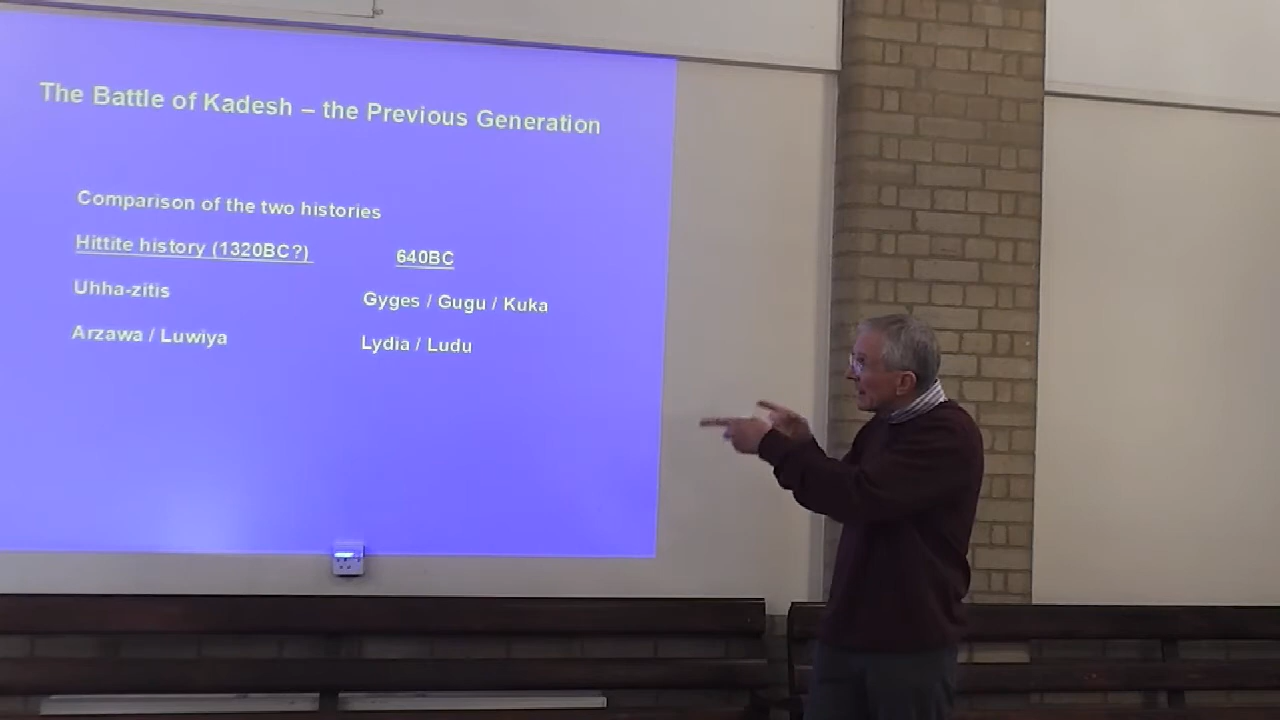 The Battle of Kadesh – the Previous Generation
Comparison of the two histories
Hittite history (1320BC?) 640BC
Uhha-zitis Gyges / Gugu / Kuka
Arzawa / Luwiya Lydia / Ludu